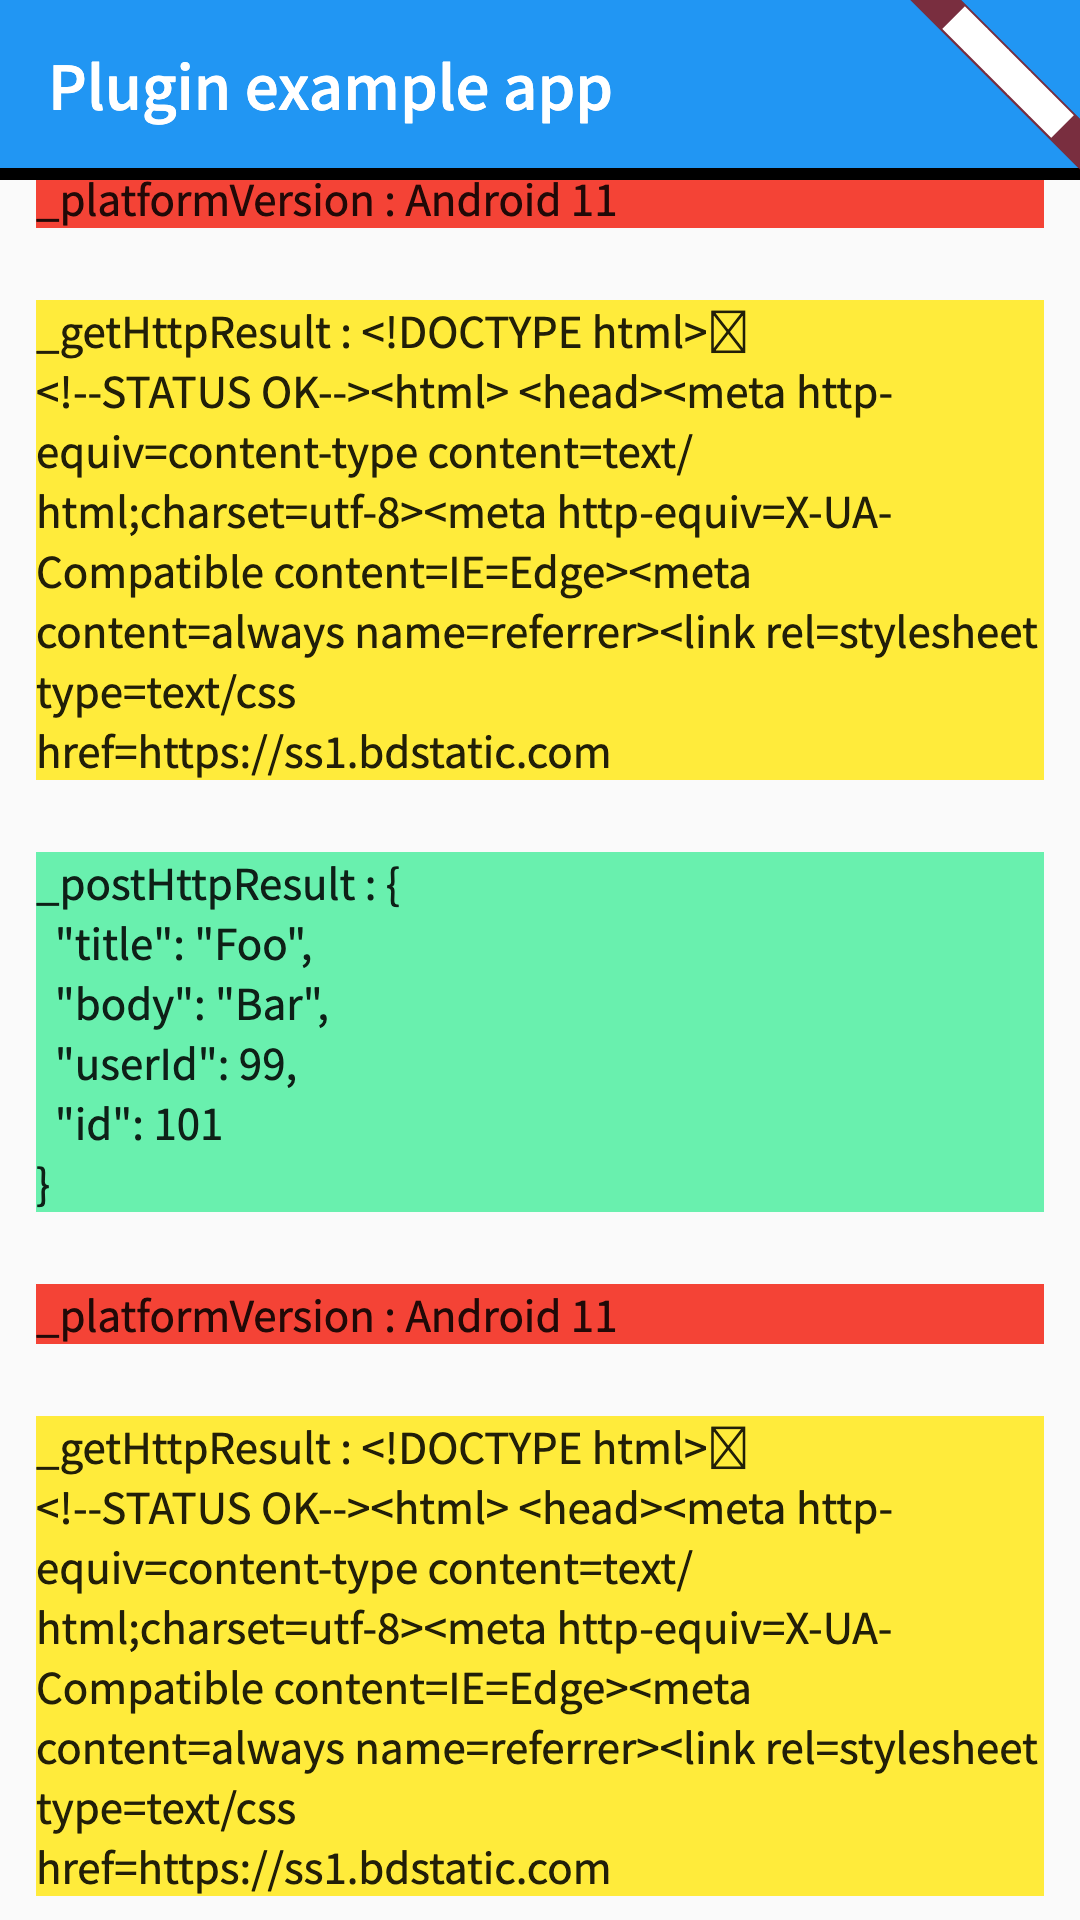 Plugin example app
_platformVersion : Android 11
_getHttpResult : <!DOCTYPE html>
<!--STATUS OK--><html> <head><meta http-
equiv=content-type content=text/
html;charset=utf-8><meta http-equiv=X-UA-
Compatible content=IE=Edge><meta
content=always name=referrer><link rel=stylesheet
type=text/css
href=https://ss1.bdstatic.com
_postHttpResult : {
  "title": "Foo",
  "body": "Bar",
  "userId": 99,
  "id": 101
}
_platformVersion : Android 11
_getHttpResult : <!DOCTYPE html>
<!--STATUS OK--><html> <head><meta http-
equiv=content-type content=text/
html;charset=utf-8><meta http-equiv=X-UA-
Compatible content=IE=Edge><meta
content=always name=referrer><link rel=stylesheet
type=text/css
href=https://ss1.bdstatic.com